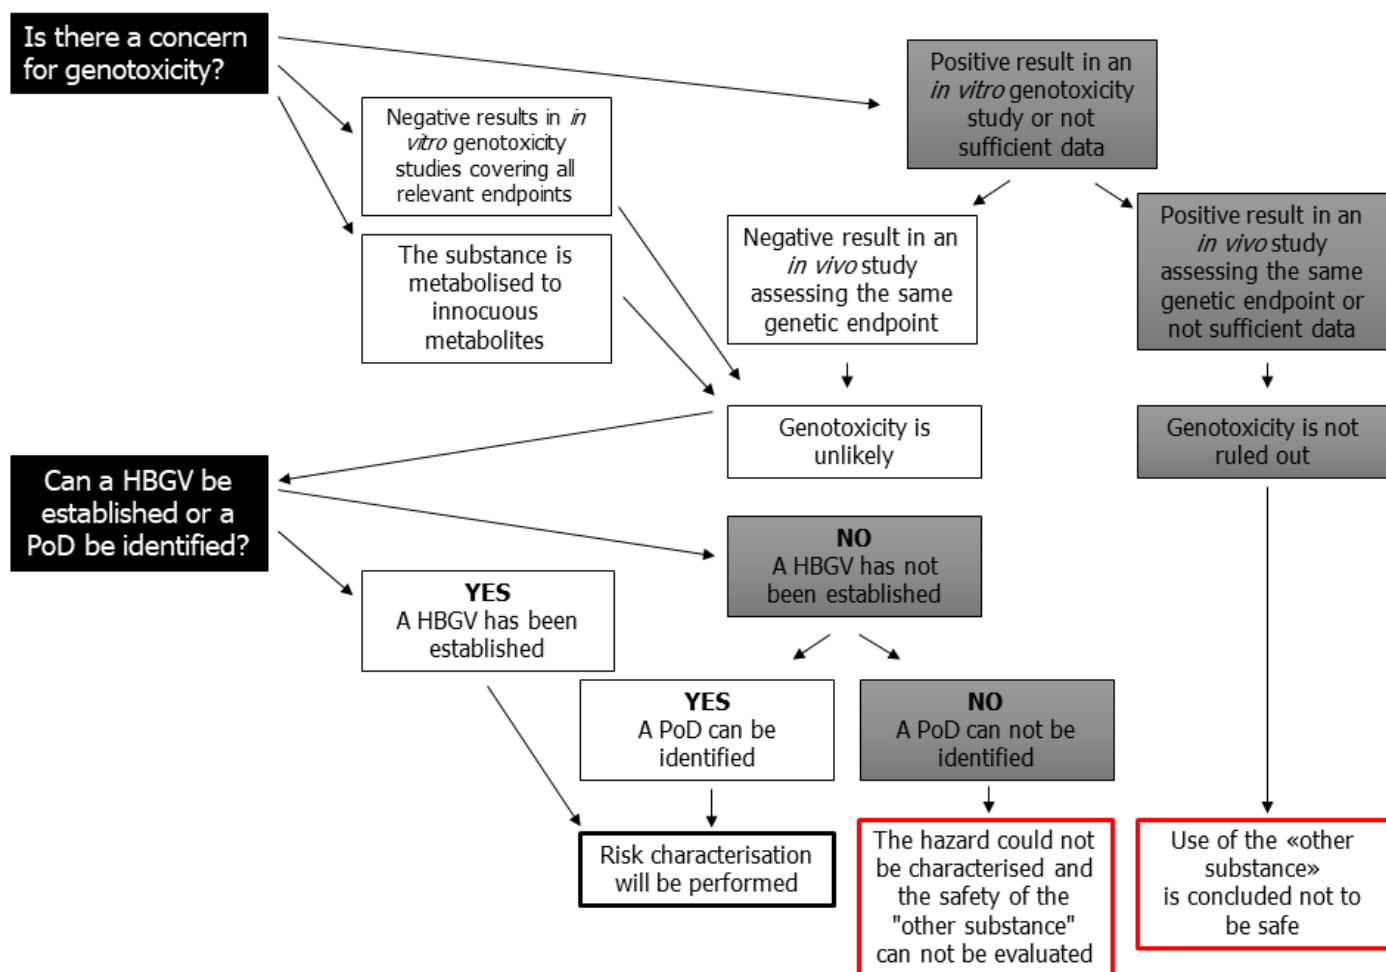 Is there a concern
for genotoxicity?
Positive result in an
in vitro genotoxicity
study or not
sufficient data
Negative results in in
vitro genotoxicity
studies covering all
relevant endpoints
Positive result in an
in vivo study
assessing the same
genetic endpoint or
not sufficient data
Negative result in an
in vivo study
assessing the same
genetic endpoint
The substance is
metabolised to
innocuous
metabolites
Genotoxicity is
unlikely
Genotoxicity is not
ruled out
Can a HBGV be
established or a
PoD be identified?
NO
A HBGV has not
been established
YES
A HBGV has been
established
YES
A PoD can be
identified
NO
A PoD can not be
identified
Risk characterisation
will be performed
The hazard could not
be characterised and
the safety of the
"other substance"
can not be evaluated
Use of the «other
substance»
is concluded not to
be safe